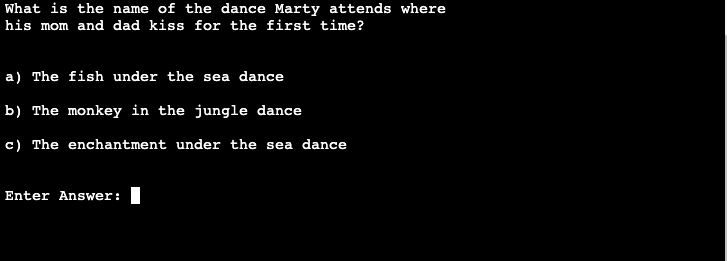 What is the name of the dance Marty attends where
his mom and dad kiss for the first time?
a) The fish under the sea dance
b) The monkey in the jungle dance
c) The enchantment under the sea dance
Enter Answer: